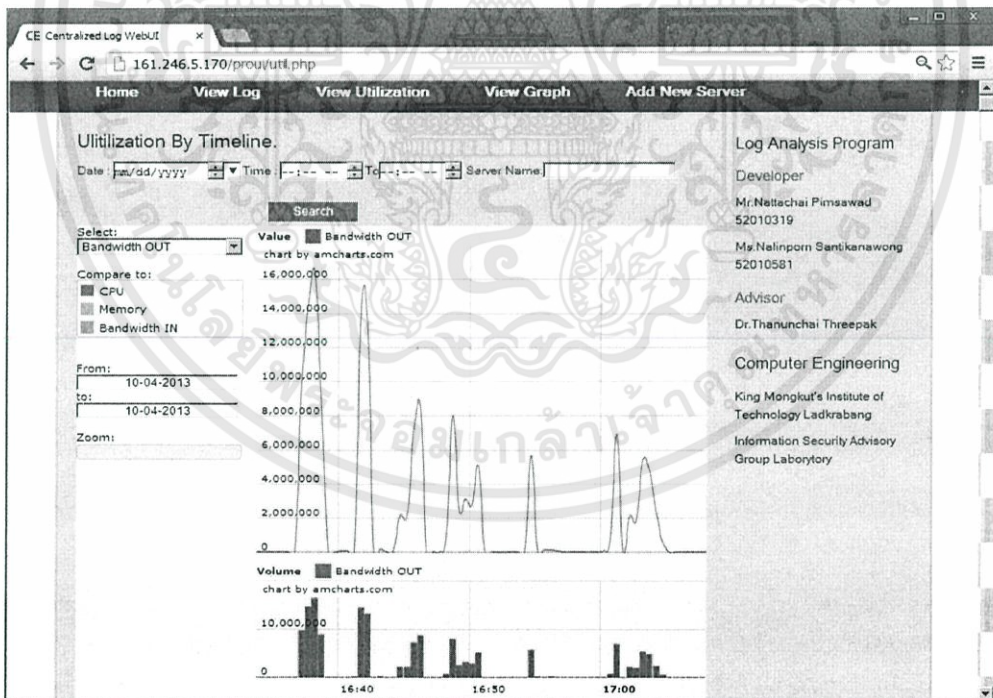 CE Centralized Log WebUI
161.246.5.170/prou/util.php
Home View Log View Utilization View Graph Add New Server
Ulitilization By Timeline.
Date : mm/dd/yyyy Time : --:-- -- To --:-- -- Server Name:
Search
Select:
Bandwidth OUT
Compare to:
CPU
Memory
Bandwidth IN
From:
10-04-2013
to:
10-04-2013
Zoom:
Value Bandwidth OUT
chart by amcharts.com
16,000,000
14,000,000
12,000,000
10,000,000
8,000,000
6,000,000
4,000,000
2,000,000
0
Volume Bandwidth OUT
chart by amcharts.com
10,000,000
0
16:40 16:50 17:00
Log Analysis Program
Developer
Mr.Nattachai Pimsawad
52010319
Ms.Nalinporn Santikanawong
52010581
Advisor
Dr.Thanunchai Threepak
Computer Engineering
King Mongkut's Institute of
Technology Ladkrabang
Information Security Advisory
Group Laborytory